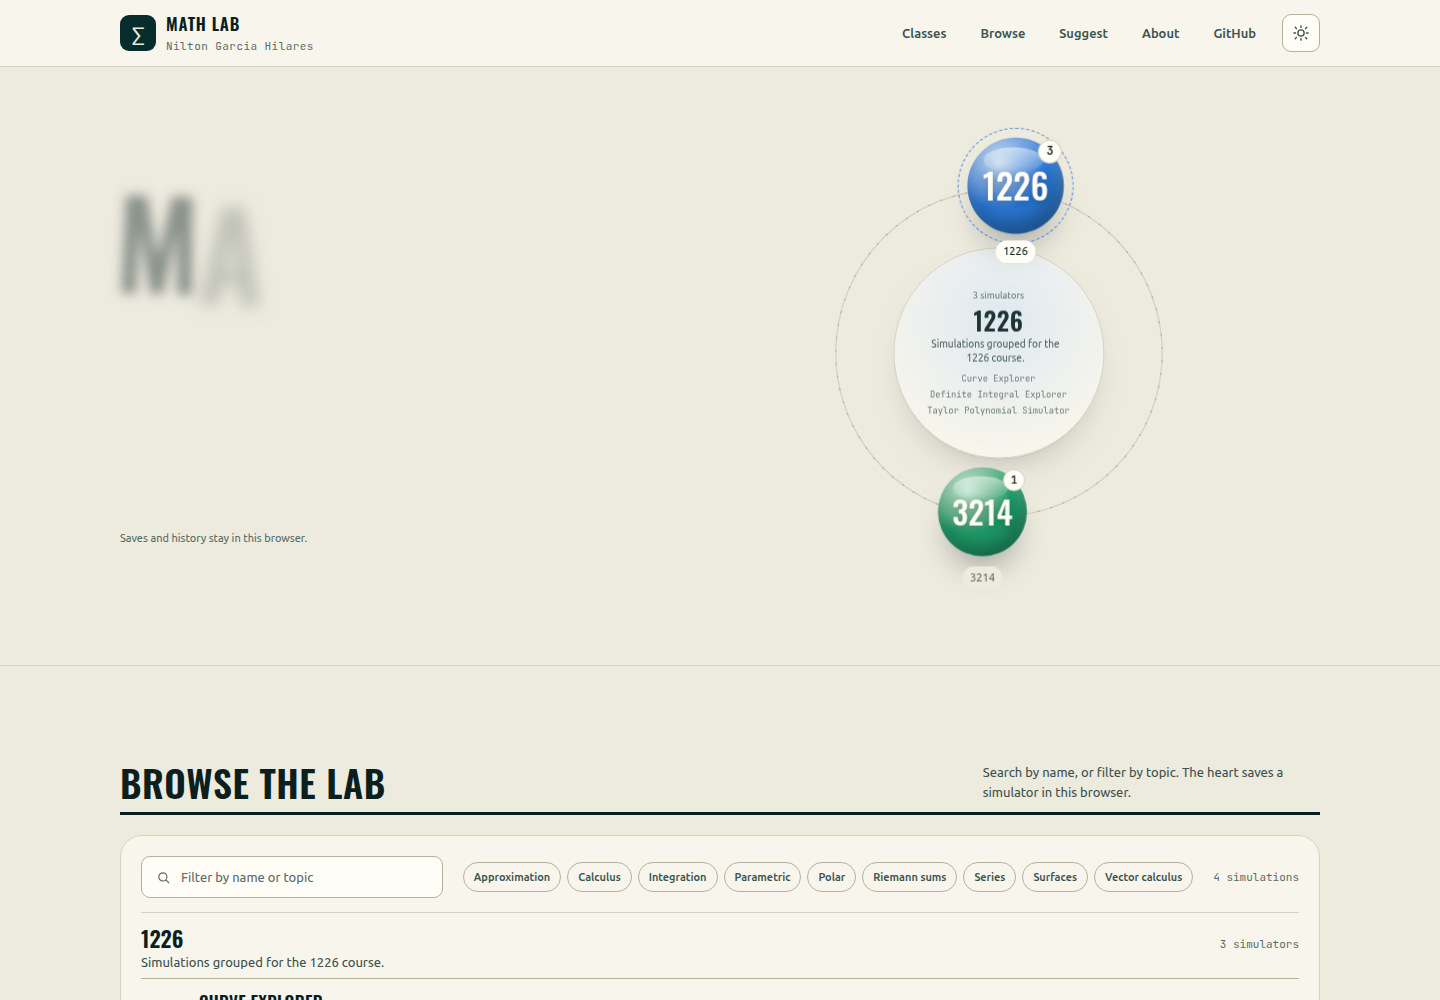 ∑
MATH LAB
Nilton Garcia Hilares
Classes
Browse
Suggest
About
GitHub
MA
3
1226
1226
3 simulators
1226
Simulations grouped for the
1226 course.
Curve Explorer
Definite Integral Explorer
Taylor Polynomial Simulator
1
3214
3214
Saves and history stay in this browser.
BROWSE THE LAB
Search by name, or filter by topic. The heart saves a
simulator in this browser.
Filter by name or topic
Approximation
Calculus
Integration
Parametric
Polar
Riemann sums
Series
Surfaces
Vector calculus
4 simulations
1226
3 simulators
Simulations grouped for the 1226 course.
CURVE EXPLORER